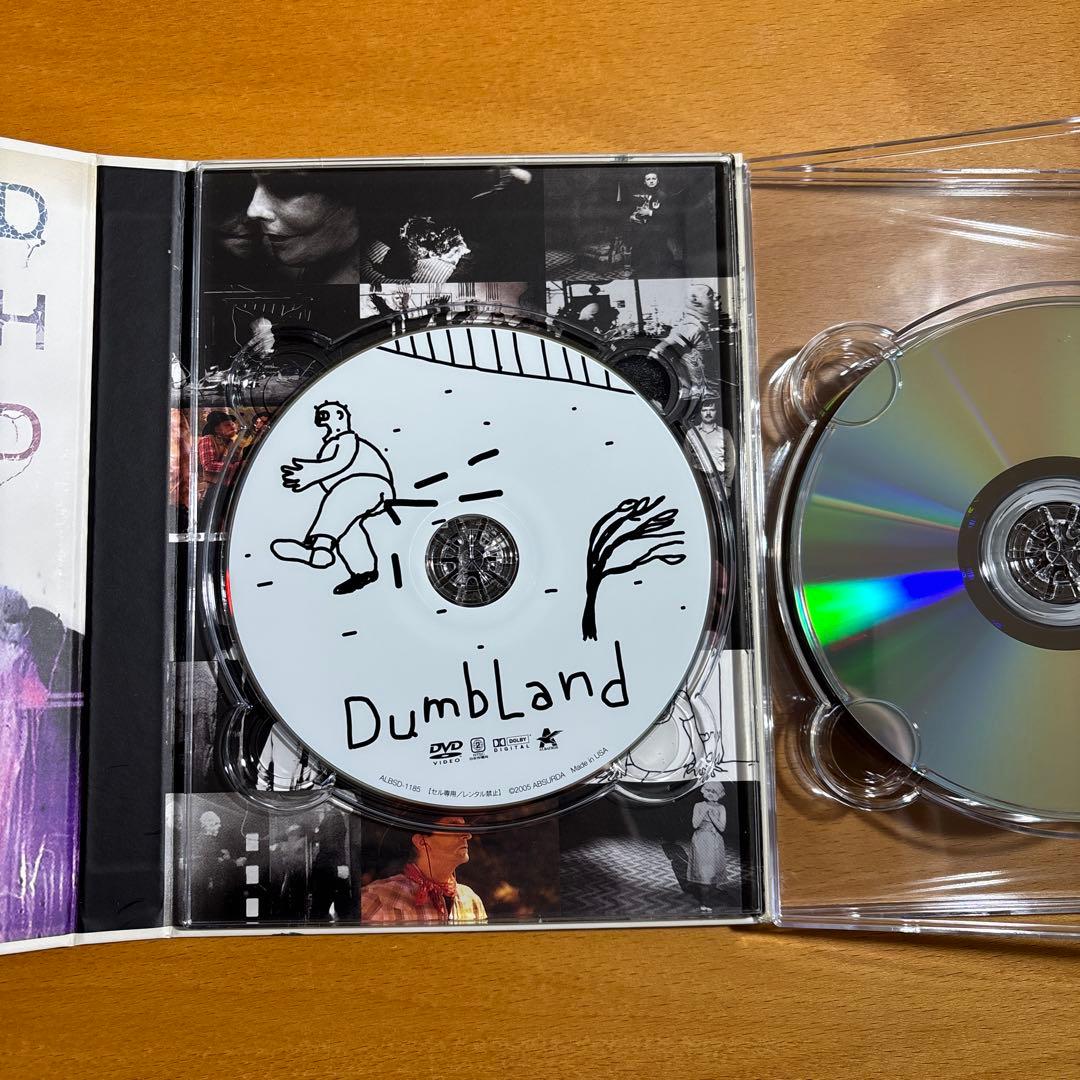 D
H
D
DumbLand
DVD
VIDEO
2
DOLBY
DIGITAL
ALBSD-1185 【セル専用／レンタル禁止】 ©2005 ABSURDA Made in USA